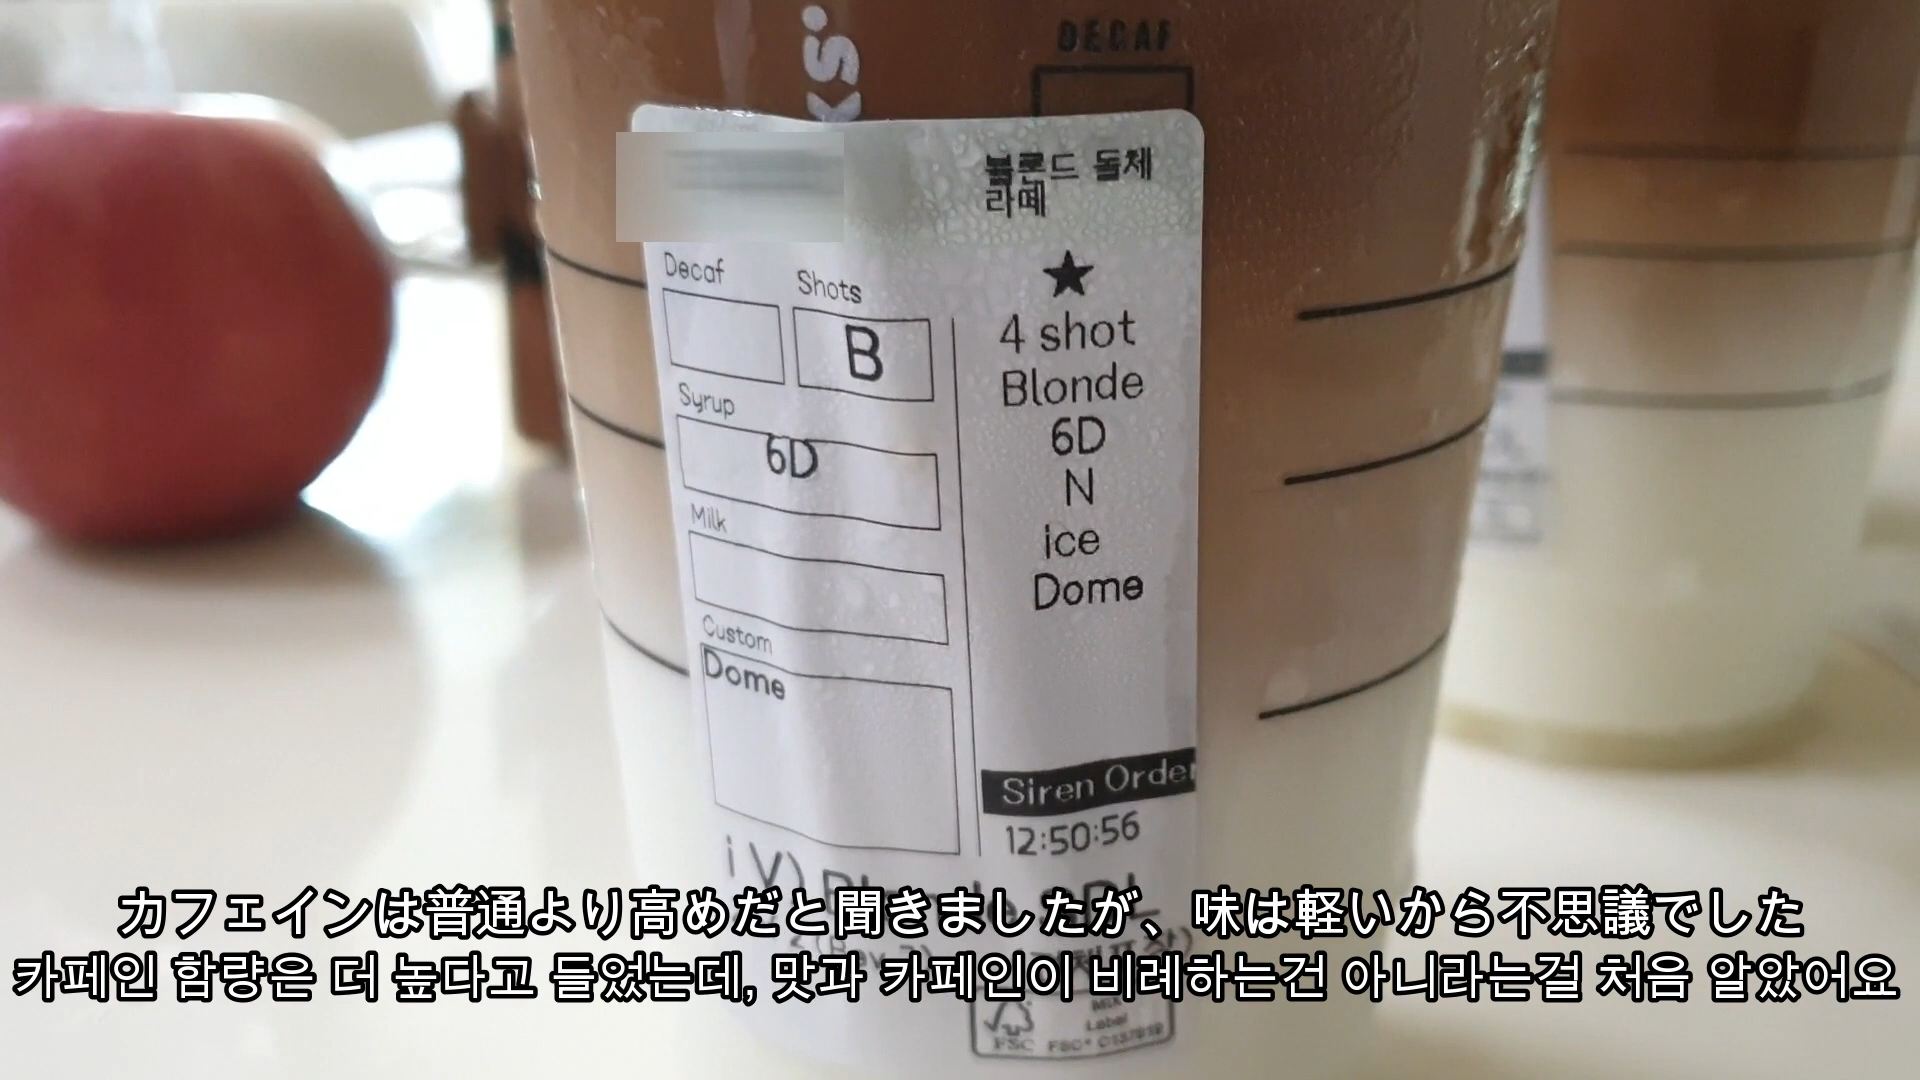 DECAF
불론드 돌체
라떼
Decaf
Shots
B
Syrup
6D
Milk
Custom
Dome
★
4 shot
Blonde
6D
N
ice
Dome
Siren Order
12:50:56
カフェインは普通より高めだと聞きましたが、味は軽いから不思議でした
카페인 함량은 더 높다고 들었는데, 맛과 카페인이 비례하는건 아니라는걸 처음 알았어요
MIX
Label
FSC